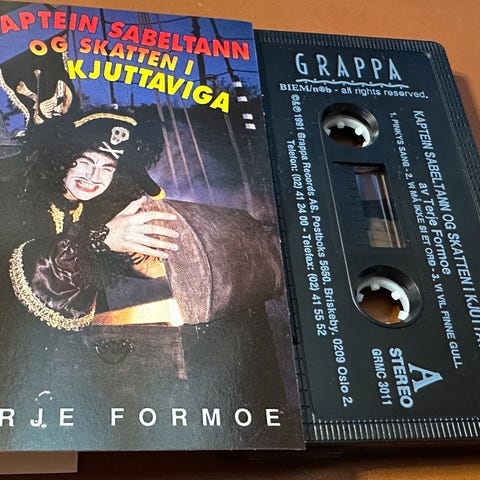 APTEIN SABELTANN
OG SKATTEN I
KJUTTAVIGA
RJE FORMOE
GRAPPA
BIEM/n©b - all rights reserved.
KAPTEIN SABELTANN OG SKATTEN I KJUTTA
av Terje Formoe
1. PINKYS SANG - 2. VI MÅ IKKE SI ET ORD - 3. VI VIL FINNE GULL
A
STEREO
GRMC 3011
℗&© 1991 Grappa Records AS. Postboks 5650, Briskeby. 0209 Oslo 2.
Telefon: (02) 41 24 00 - Telefax: (02) 41 55 52